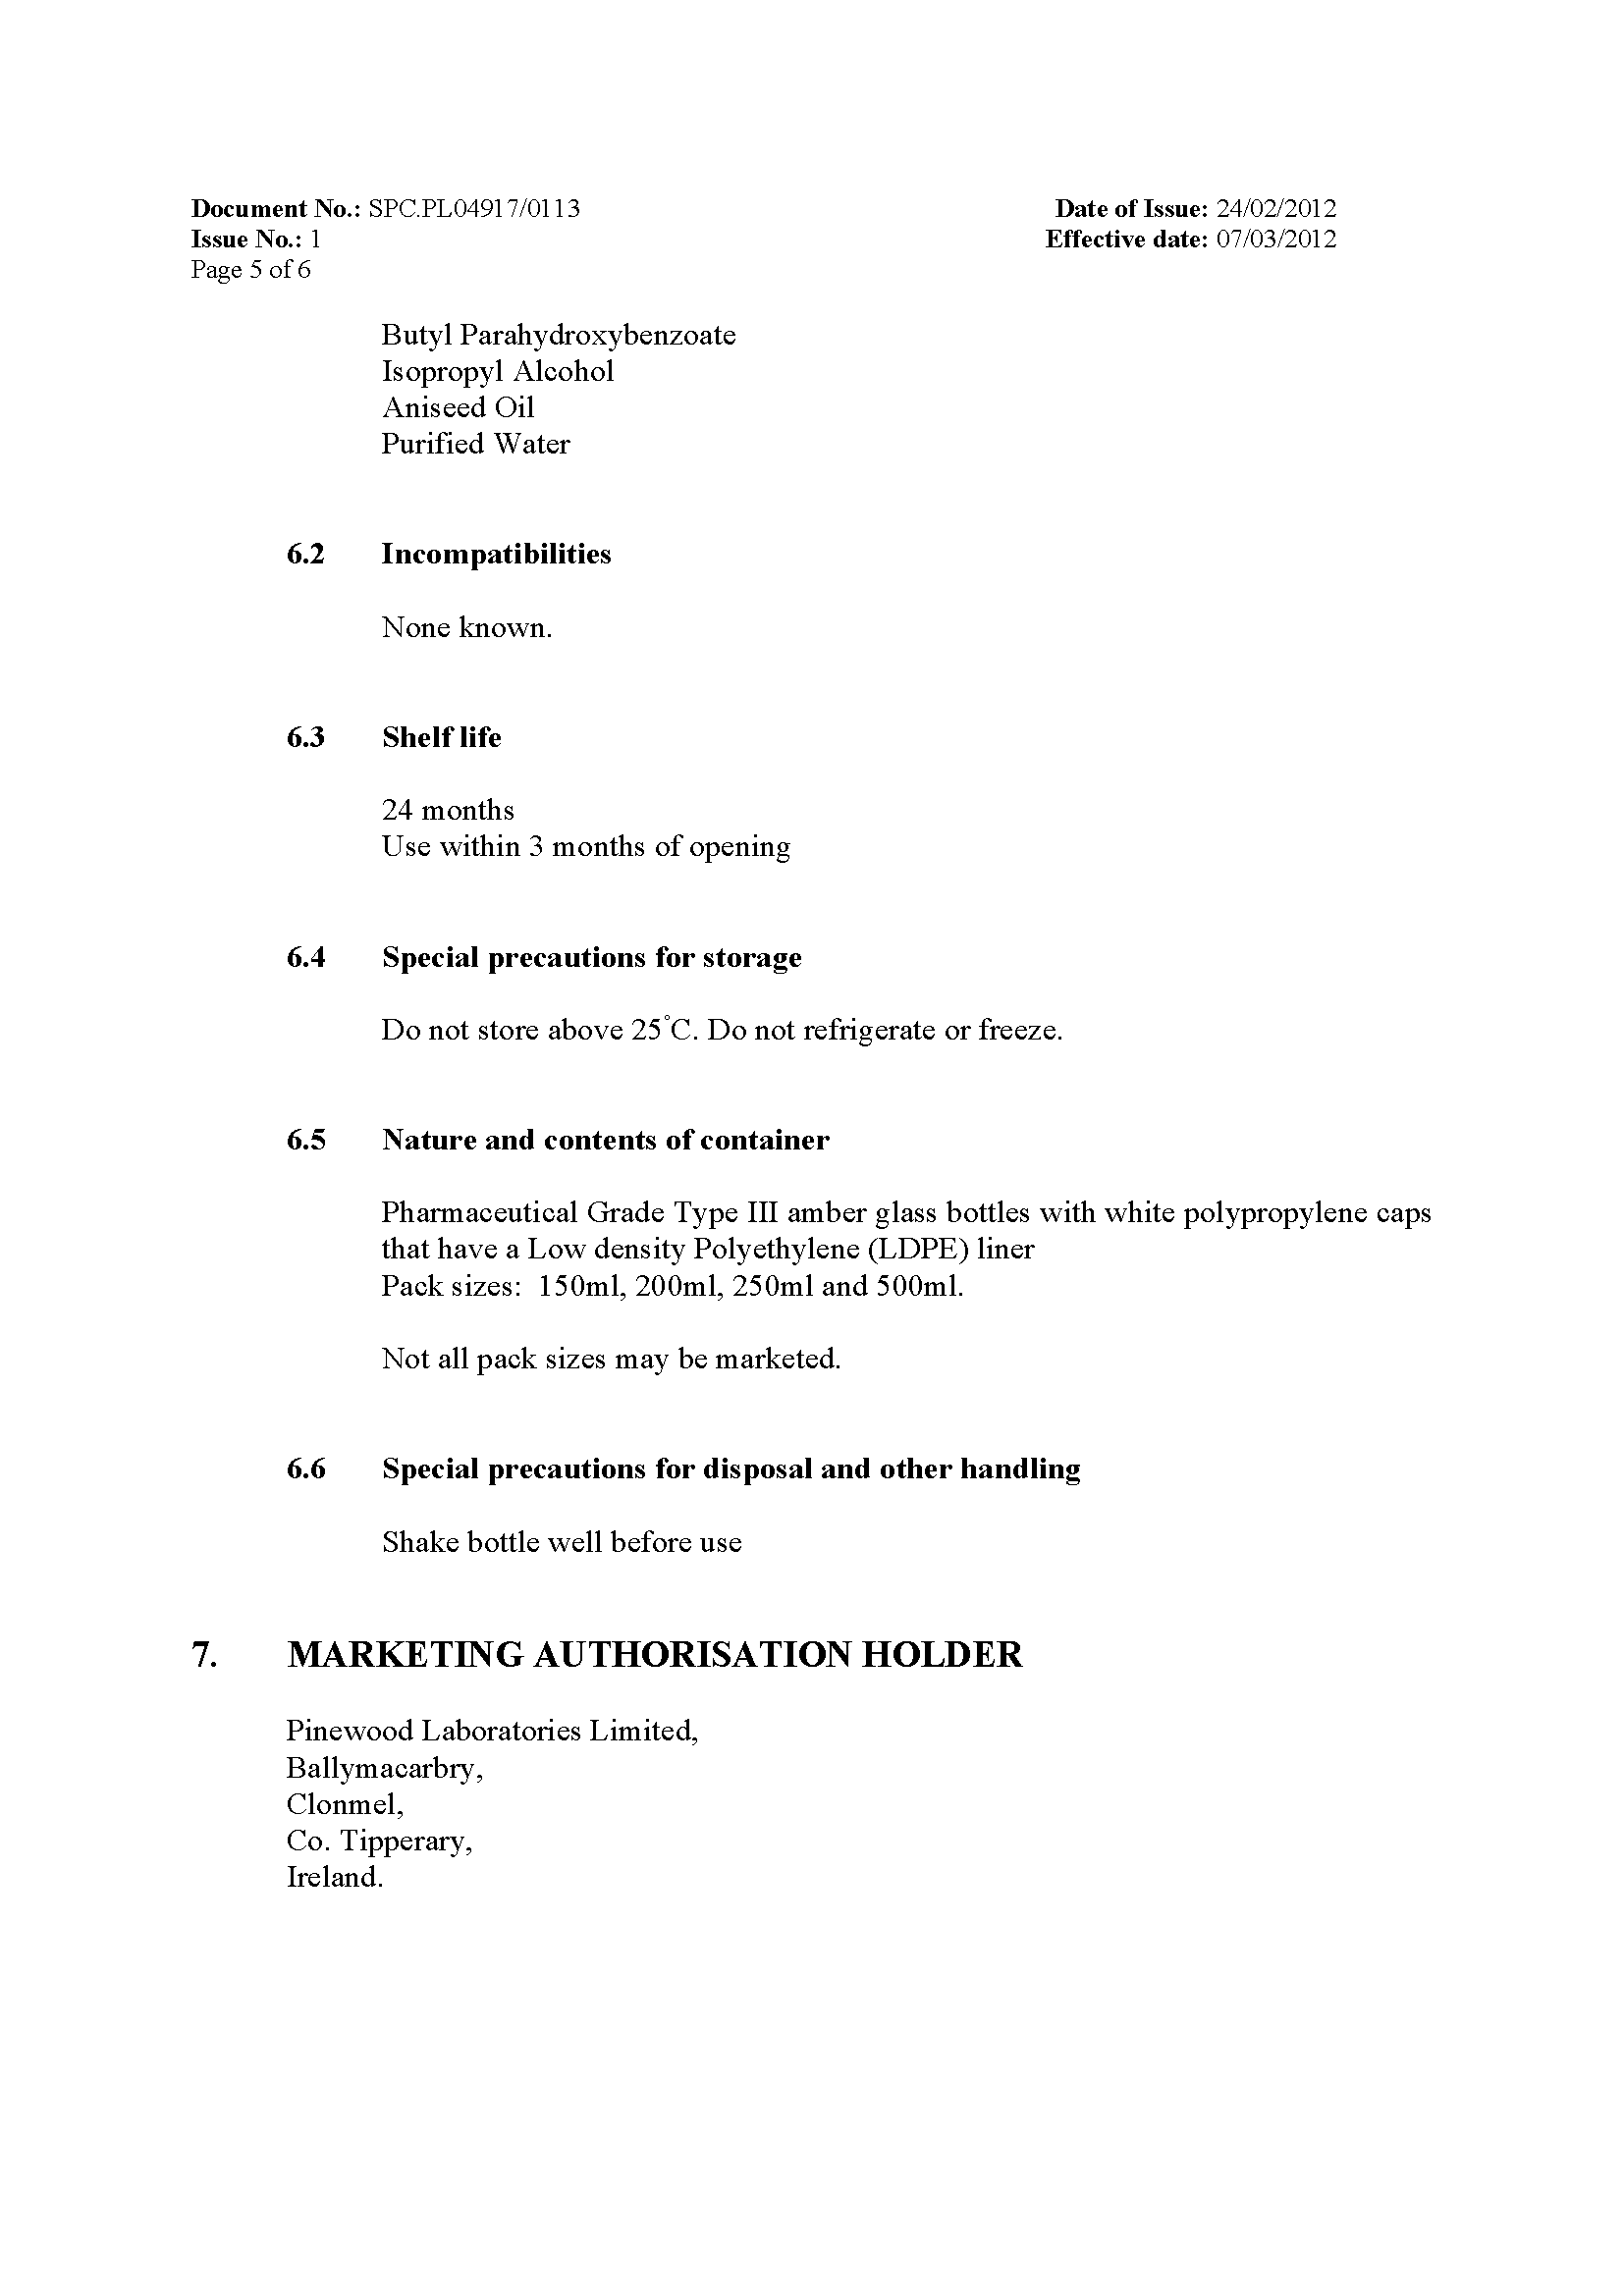 Document No.: SPC.PL04917/0113 Date of Issue: 24/02/2012
Issue No.: 1 Effective date: 07/03/2012
Page 5 of 6
Butyl Parahydroxybenzoate
Isopropyl Alcohol
Aniseed Oil
Purified Water
6.2 Incompatibilities
None known.
6.3 Shelf life
24 months
Use within 3 months of opening
6.4 Special precautions for storage
Do not store above 25°C. Do not refrigerate or freeze.
6.5 Nature and contents of container
Pharmaceutical Grade Type III amber glass bottles with white polypropylene caps
that have a Low density Polyethylene (LDPE) liner
Pack sizes: 150ml, 200ml, 250ml and 500ml.
Not all pack sizes may be marketed.
6.6 Special precautions for disposal and other handling
Shake bottle well before use
7. MARKETING AUTHORISATION HOLDER
Pinewood Laboratories Limited,
Ballymacarbry,
Clonmel,
Co. Tipperary,
Ireland.